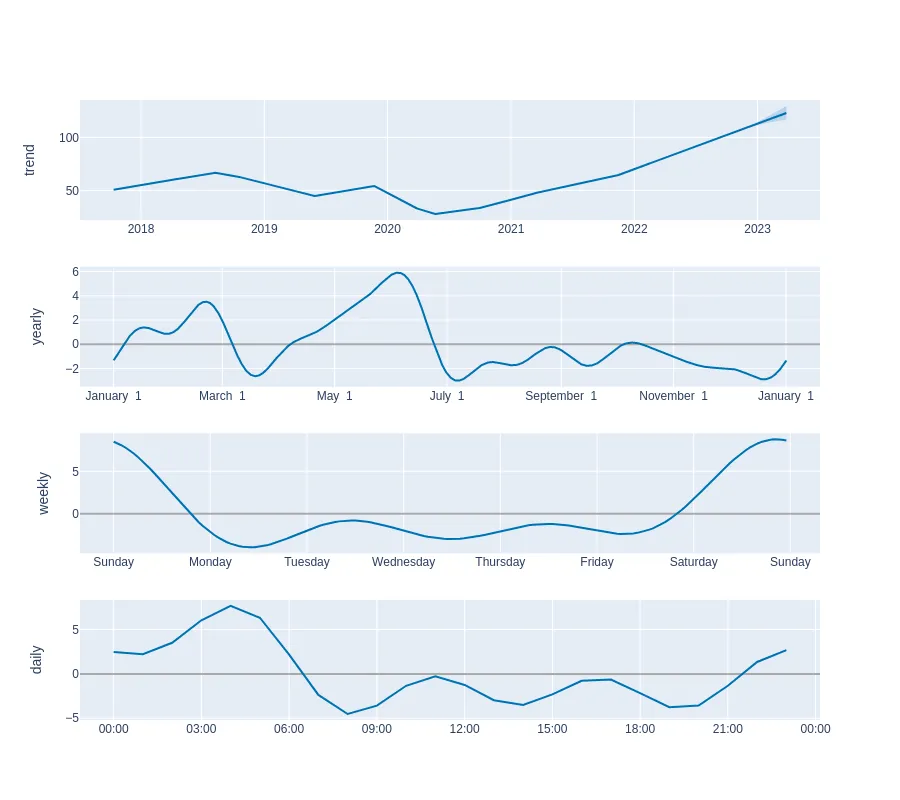 trend
100
50
2018 2019 2020 2021 2022 2023
yearly
6
4
2
0
−2
January 1 March 1 May 1 July 1 September 1 November 1 January 1
weekly
5
0
Sunday Monday Tuesday Wednesday Thursday Friday Saturday Sunday
daily
5
0
−5
00:00 03:00 06:00 09:00 12:00 15:00 18:00 21:00 00:00